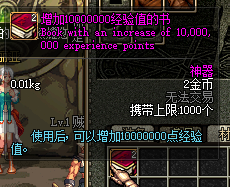 2
增加10000000经验值的书
Book with an increase of 10,000,
000 experience points
神器
0.01kg
2金币
无法交易
携带上限1000个
Lv1
使用后,可以增加10000000点经验
值。
2